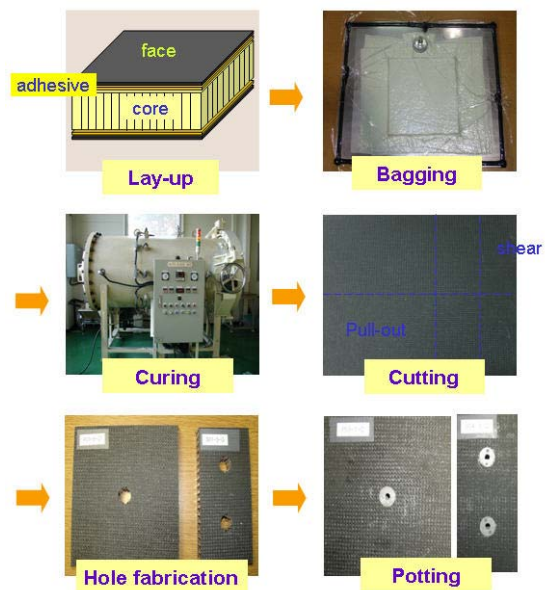 face
adhesive
core
Lay-up
Bagging
Curing
shear
Pull-out
Cutting
Hole fabrication
Potting